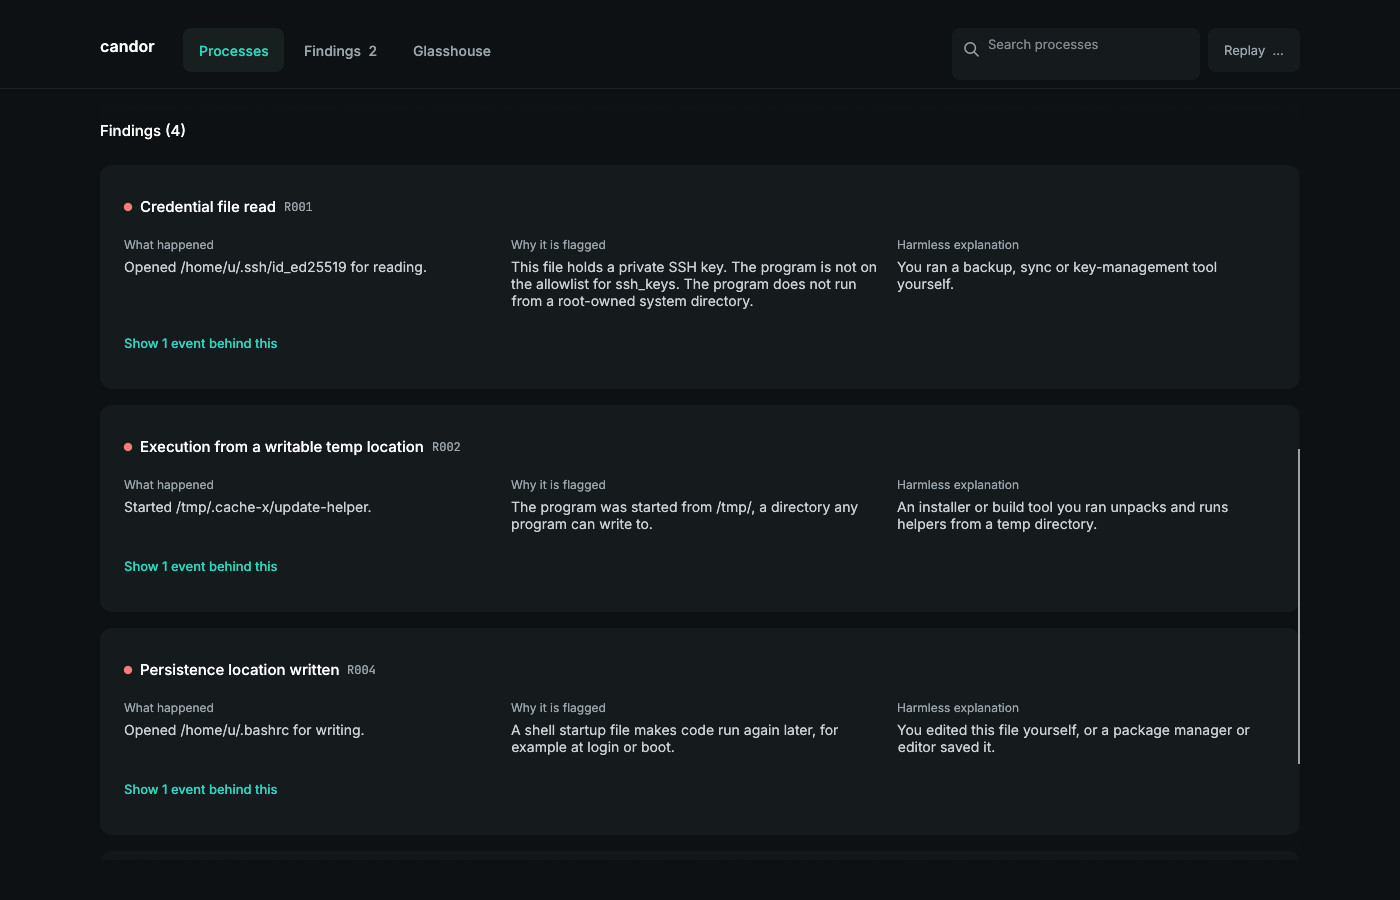 candor
Processes
Findings 2
Glasshouse
Search processes
Replay ...
Findings (4)
Credential file read R001
What happened
Opened /home/u/.ssh/id_ed25519 for reading.
Why it is flagged
This file holds a private SSH key. The program is not on
the allowlist for ssh_keys. The program does not run
from a root-owned system directory.
Harmless explanation
You ran a backup, sync or key-management tool
yourself.
Show 1 event behind this
Execution from a writable temp location R002
What happened
Started /tmp/.cache-x/update-helper.
Why it is flagged
The program was started from /tmp/, a directory any
program can write to.
Harmless explanation
An installer or build tool you ran unpacks and runs
helpers from a temp directory.
Show 1 event behind this
Persistence location written R004
What happened
Opened /home/u/.bashrc for writing.
Why it is flagged
A shell startup file makes code run again later, for
example at login or boot.
Harmless explanation
You edited this file yourself, or a package manager or
editor saved it.
Show 1 event behind this